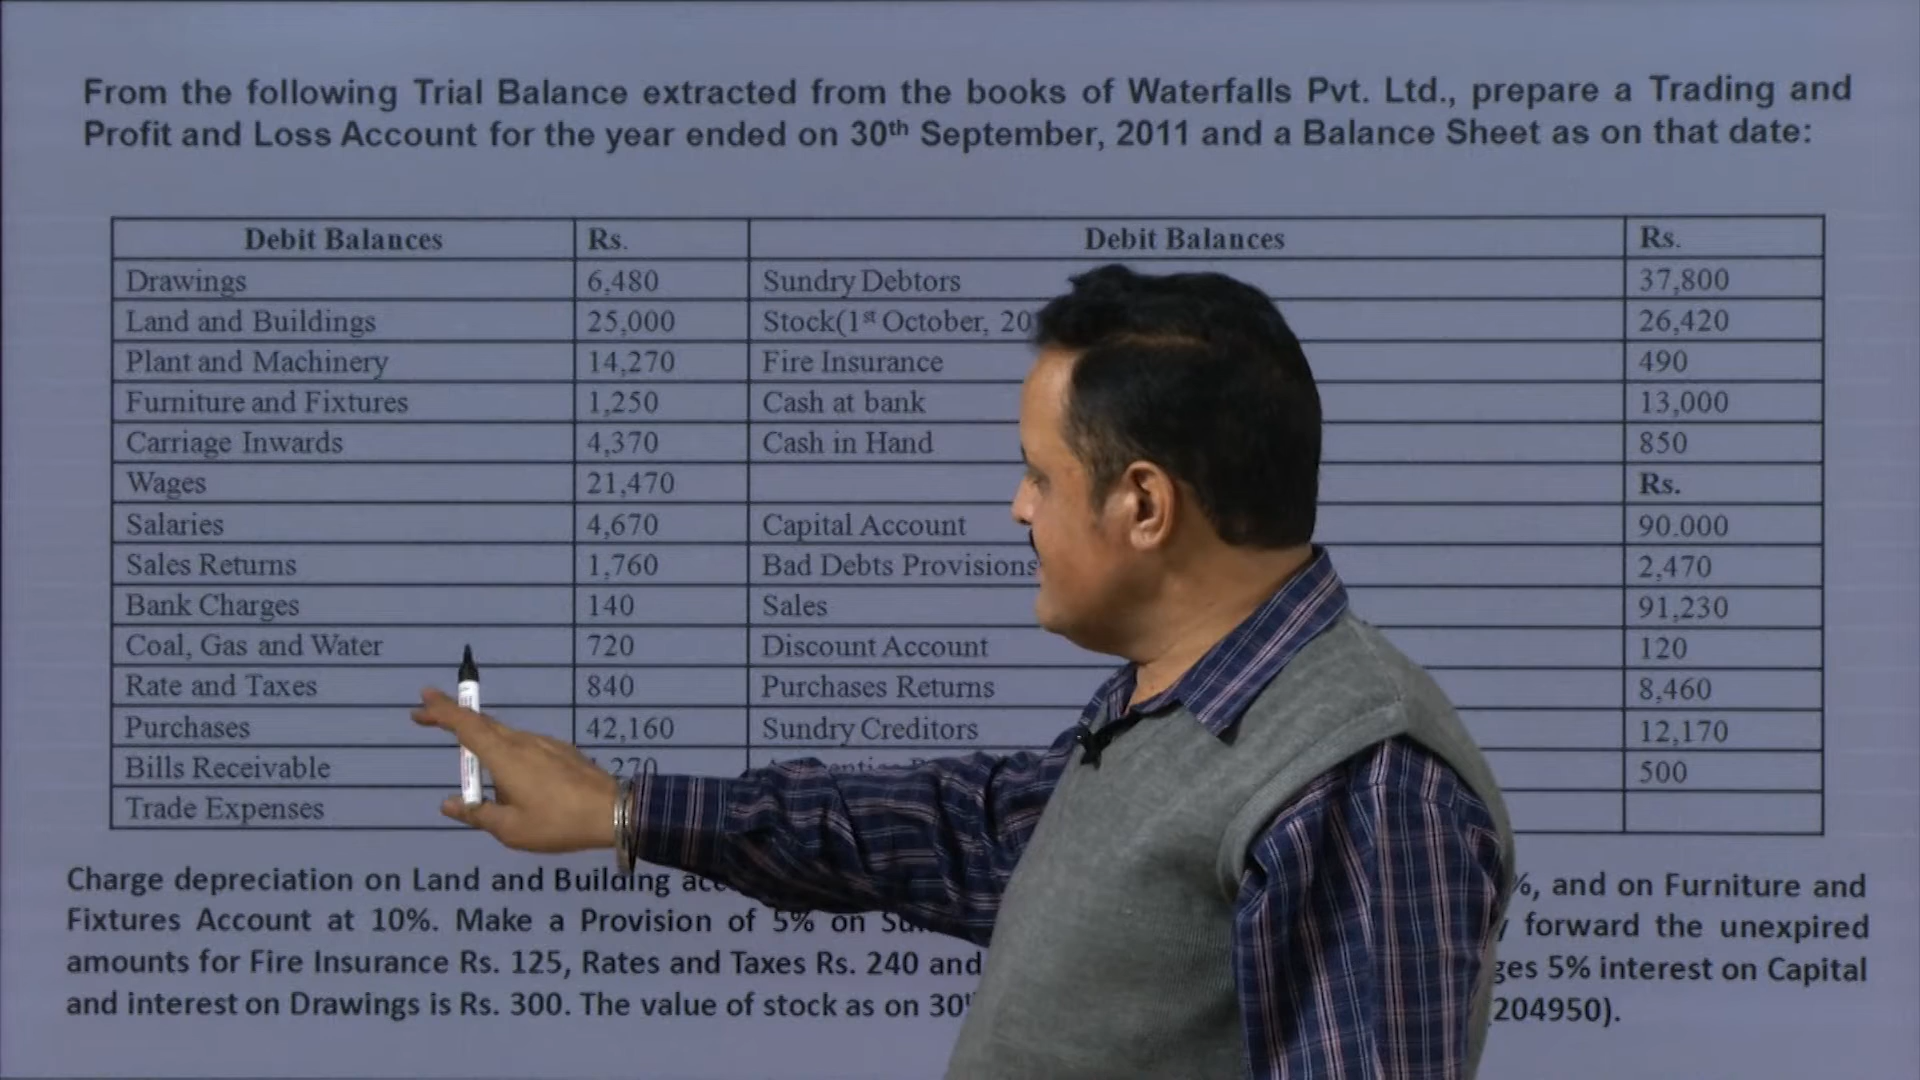 From the following Trial Balance extracted from the books of Waterfalls Pvt. Ltd., prepare a Trading and
Profit and Loss Account for the year ended on 30th September, 2011 and a Balance Sheet as on that date:
Debit Balances Rs. Debit Balances Rs.
Drawings 6,480 Sundry Debtors 37,800
Land and Buildings 25,000 Stock(1st October, 20 26,420
Plant and Machinery 14,270 Fire Insurance 490
Furniture and Fixtures 1,250 Cash at bank 13,000
Carriage Inwards 4,370 Cash in Hand 850
Wages 21,470 Rs.
Salaries 4,670 Capital Account 90.000
Sales Returns 1,760 Bad Debts Provisions 2,470
Bank Charges 140 Sales 91,230
Coal, Gas and Water 720 Discount Account 120
Rate and Taxes 840 Purchases Returns 8,460
Purchases 42,160 Sundry Creditors 12,170
Bills Receivable 270 500
Trade Expenses
Charge depreciation on Land and Building %, and on Furniture and
Fixtures Account at 10%. Make a Provision of 5% on forward the unexpired
amounts for Fire Insurance Rs. 125, Rates and Taxes Rs. 240 and 5% interest on Capital
and interest on Drawings is Rs. 300. The value of stock as on 30 204950).